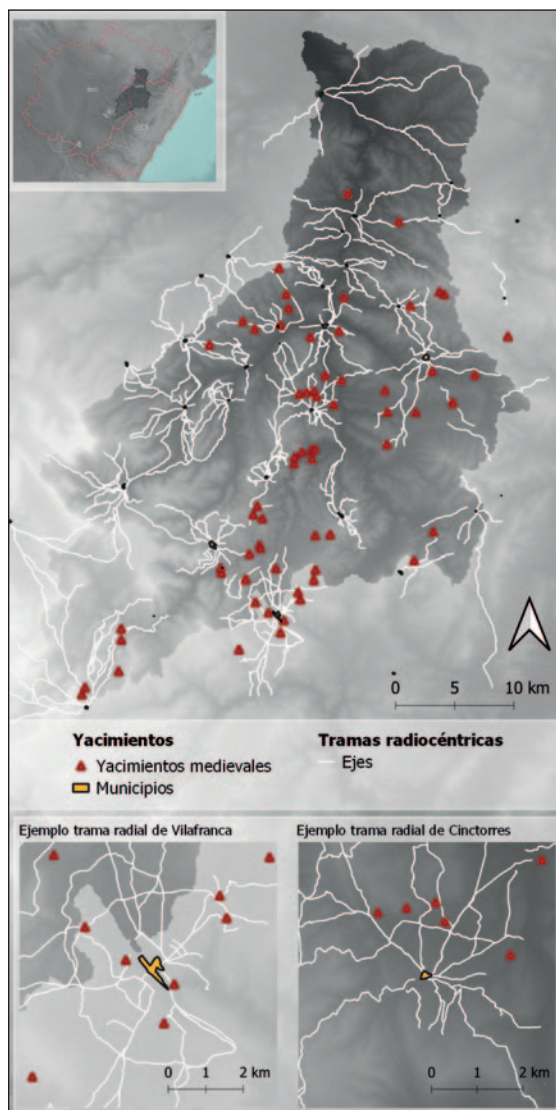 0 5 10 km
Yacimientos
Yacimientos medievales
Municipios
Tramas radiocéntricas
Ejes
Ejemplo trama radial de Vilafranca
0 1 2 km
Ejemplo trama radial de Cinctorres
0 1 2 km